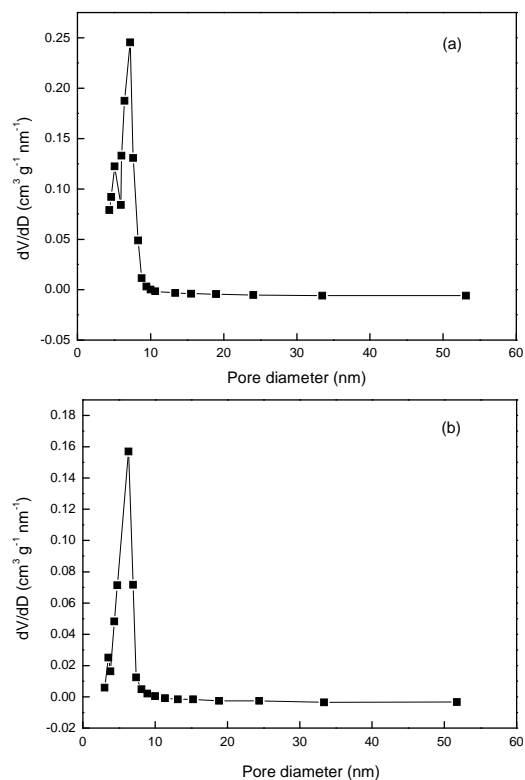 (a)
0.25
0.20
0.15
0.10
0.05
0.00
-0.05
dV/dD (cm³ g⁻¹ nm⁻¹)
0 10 20 30 40 50 60
Pore diameter (nm)
(b)
0.18
0.16
0.14
0.12
0.10
0.08
0.06
0.04
0.02
0.00
-0.02
dV/dD (cm³ g⁻¹ nm⁻¹)
0 10 20 30 40 50 60
Pore diameter (nm)